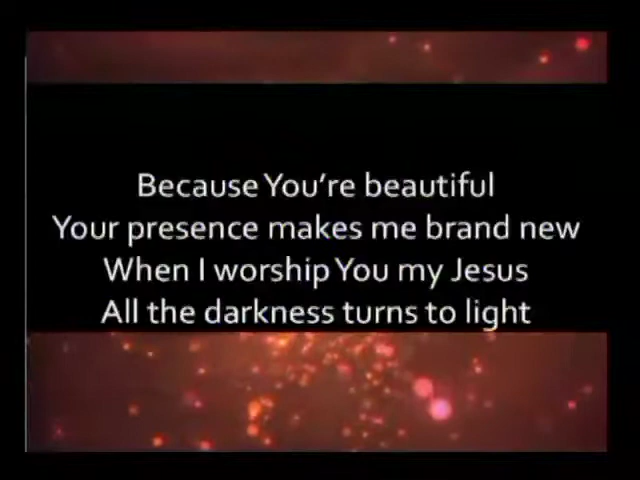 Because You're beautiful
Your presence makes me brand new
When I worship You my Jesus
All the darkness turns to light